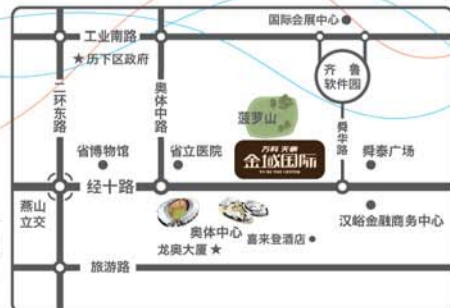 国际会展中心
工业南路
★历下区政府
齐鲁
软件园
二环东路
奥体中路
菠萝山
舜华路
省博物馆
省立医院
万科 天泰
金域国际
舜泰广场
经十路
燕山
立交
奥体中心
龙奥大厦★
嘉来登酒店
汉峪金融商务中心
旅游路